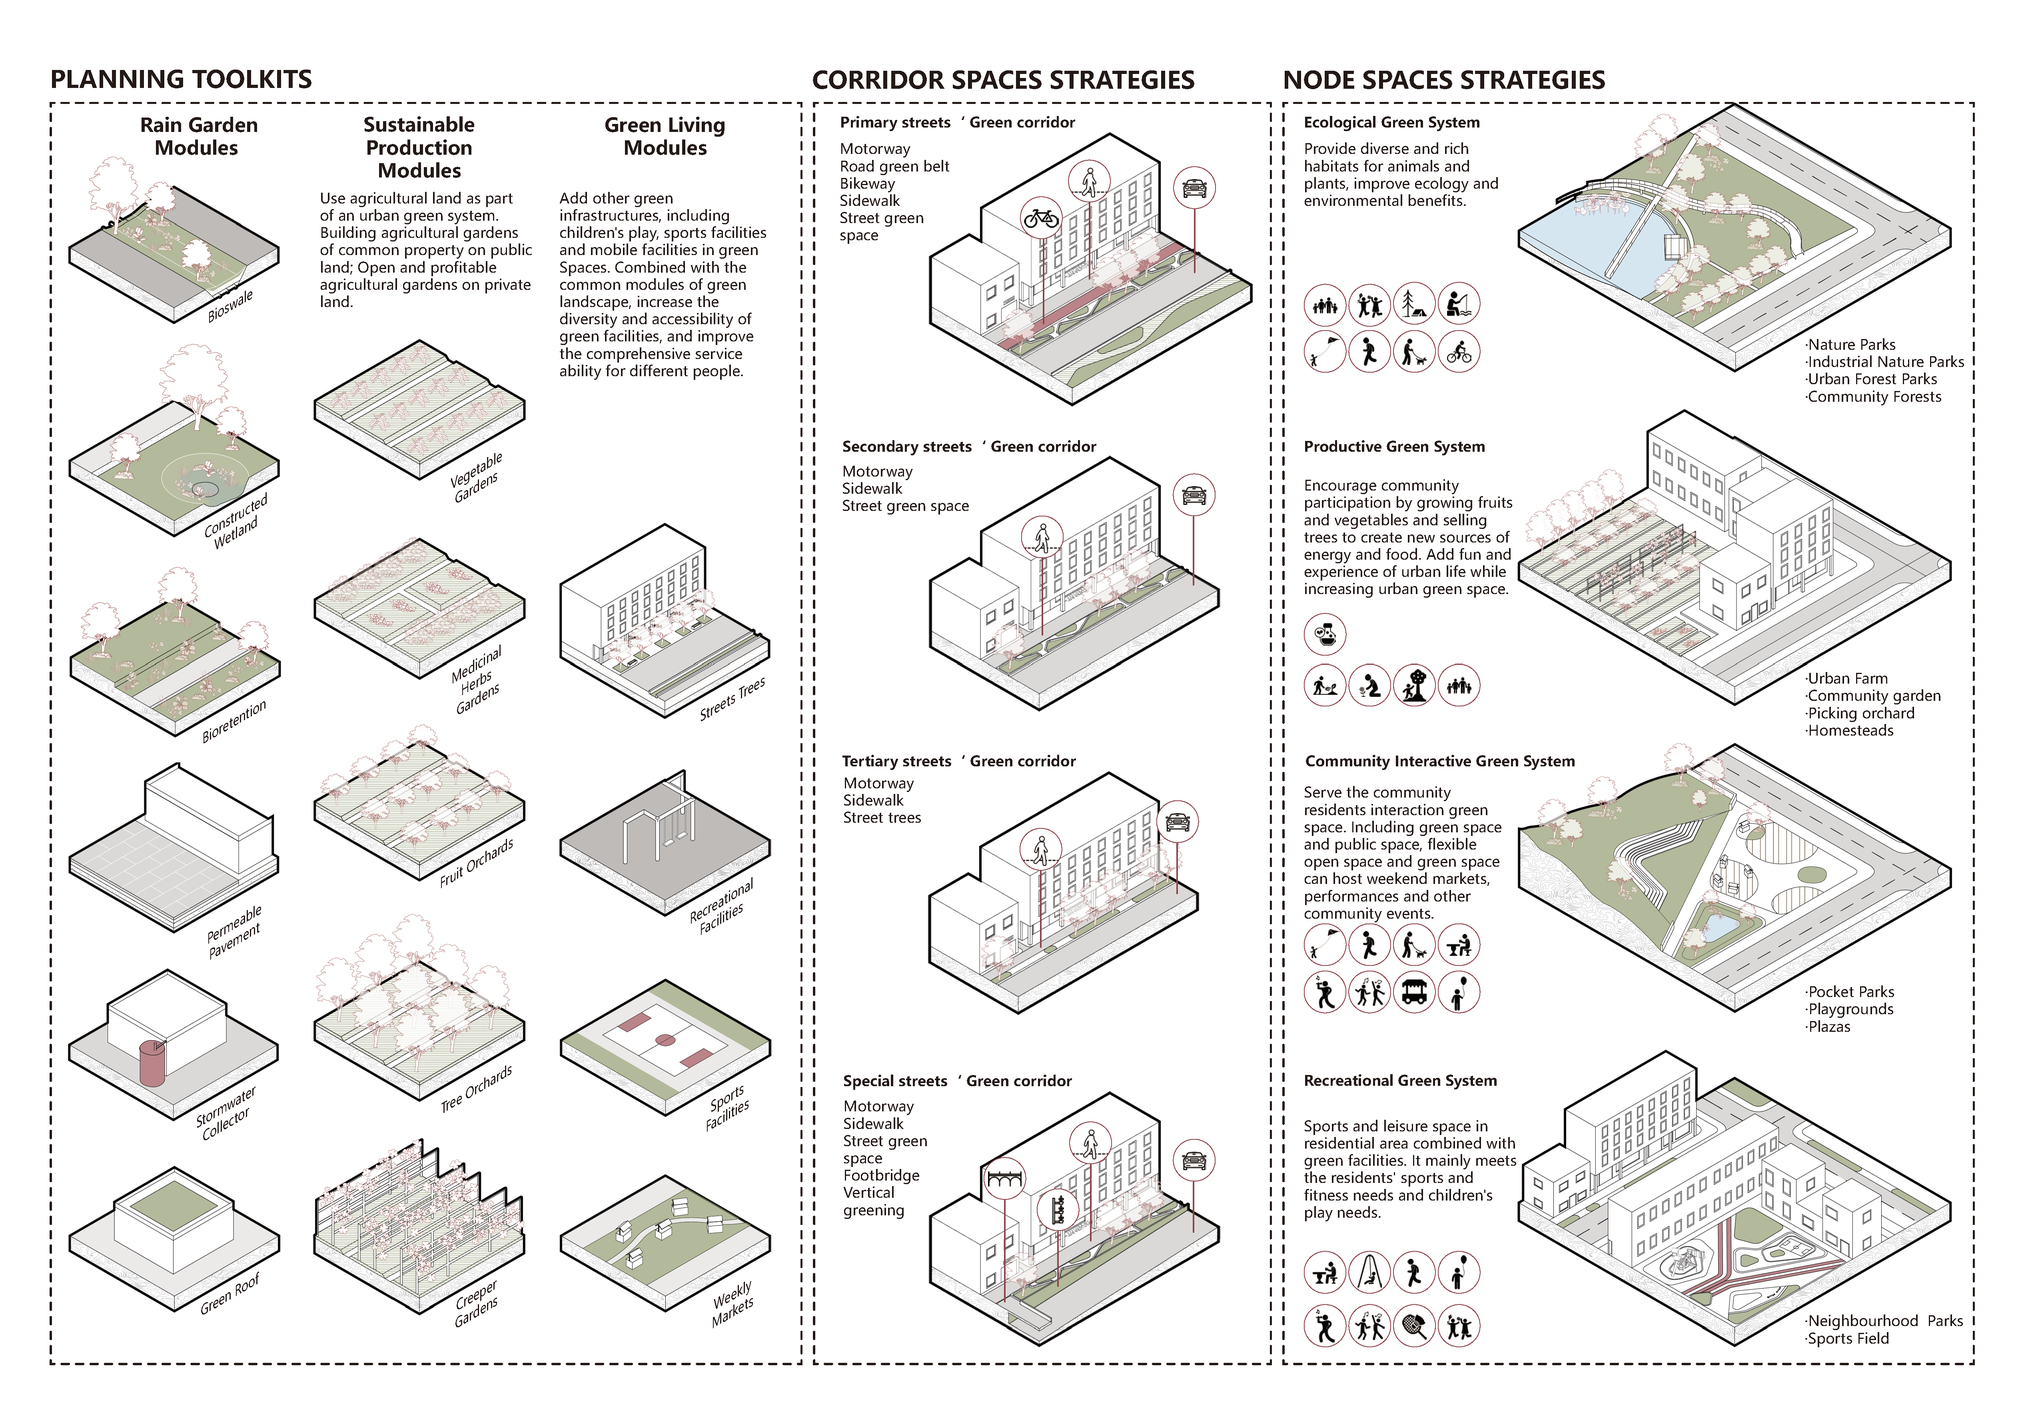 PLANNING TOOLKITS
Rain Garden
Modules
Bioswale
Constructed
Wetland
Bioretention
Permeable
Pavement
Stormwater
Collector
Green Roof
Sustainable
Production
Modules
Use agricultural land as part
of an urban green system.
Building agricultural gardens
of common property on public
land; Open and profitable
agricultural gardens on private
land.
Vegetable
Gardens
Medicinal
Herbs
Gardens
Fruit Orchards
Tree Orchards
Creeper
Gardens
Green Living
Modules
Add other green
infrastructures, including
children's play, sports facilities
and mobile facilities in green
Spaces. Combined with the
common modules of green
landscape, increase the
diversity and accessibility of
green facilities, and improve
the comprehensive service
ability for different people.
Streets Trees
Recreational
Facilities
Sports
Facilities
Weekly
Markets
CORRIDOR SPACES STRATEGIES
Primary streets ‘ Green corridor
Motorway
Road green belt
Bikeway
Sidewalk
Street green
space
Secondary streets ‘ Green corridor
Motorway
Sidewalk
Street green space
Tertiary streets ‘ Green corridor
Motorway
Sidewalk
Street trees
Special streets ‘ Green corridor
Motorway
Sidewalk
Street green
space
Footbridge
Vertical
greening
NODE SPACES STRATEGIES
Ecological Green System
Provide diverse and rich
habitats for animals and
plants, improve ecology and
environmental benefits.
·Nature Parks
·Industrial Nature Parks
·Urban Forest Parks
·Community Forests
Productive Green System
Encourage community
participation by growing fruits
and vegetables and selling
trees to create new sources of
energy and food. Add fun and
experience of urban life while
increasing urban green space.
·Urban Farm
·Community garden
·Picking orchard
·Homesteads
Community Interactive Green System
Serve the community
residents interaction green
space. Including green space
and public space, flexible
open space and green space
can host weekend markets,
performances and other
community events.
·Pocket Parks
·Playgrounds
·Plazas
Recreational Green System
Sports and leisure space in
residential area combined with
green facilities. It mainly meets
the residents' sports and
fitness needs and children's
play needs.
·Neighbourhood Parks
·Sports Field